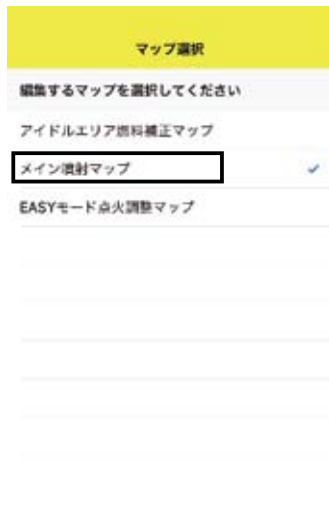 マップ選択
編集するマップを選択してください
アイドルエリア燃料補正マップ
メイン噴射マップ
EASYモード点火調整マップ